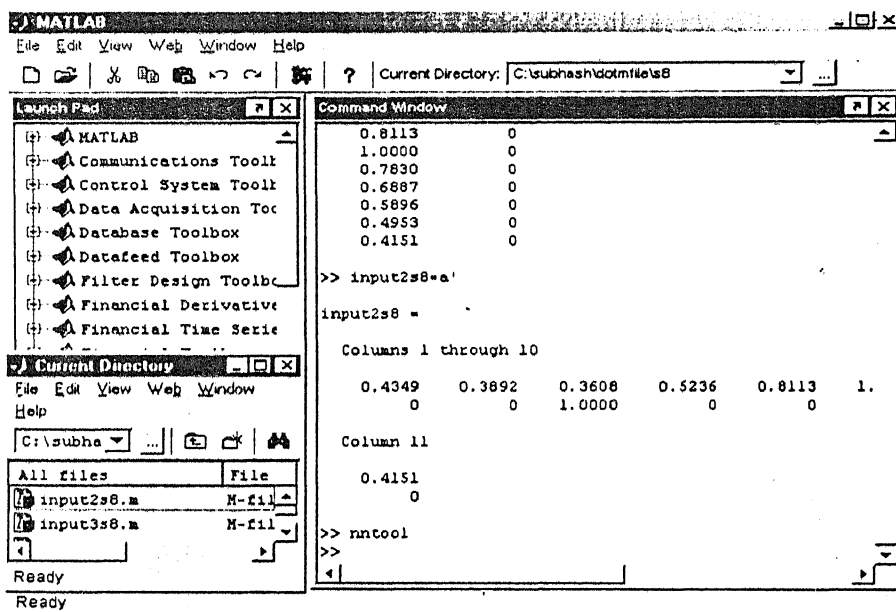 MATLAB
File Edit View Web Window Help
? Current Directory: C:\subhash\dotmfile\s8 ...
Launch Pad
MATLAB
Communications Toolb
Control System Toolb
Data Acquisition Too
Database Toolbox
Datafeed Toolbox
Filter Design Toolbo
Financial Derivative
Financial Time Serie
Current Directory
File Edit View Web Window
Help
C:\subha ...
All files File
input2s8.m M-fil
input3s8.m M-fil
Ready
Ready
Command Window
0.8113 0
1.0000 0
0.7830 0
0.6887 0
0.5896 0
0.4953 0
0.4151 0
>> input2s8=a'
input2s8 =
Columns 1 through 10
0.4349 0.3892 0.3608 0.5236 0.8113 1.
0 0 1.0000 0 0
Column 11
0.4151
0
>> nntool
>>